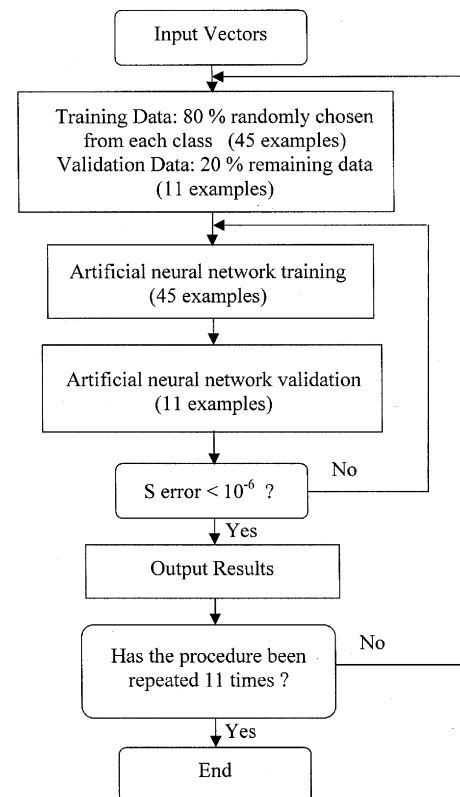 Input Vectors
Training Data: 80 % randomly chosen
from each class (45 examples)
Validation Data: 20 % remaining data
(11 examples)
Artificial neural network training
(45 examples)
Artificial neural network validation
(11 examples)
No
S error < 10⁻⁶ ?
Yes
Output Results
No
Has the procedure been
repeated 11 times ?
Yes
End